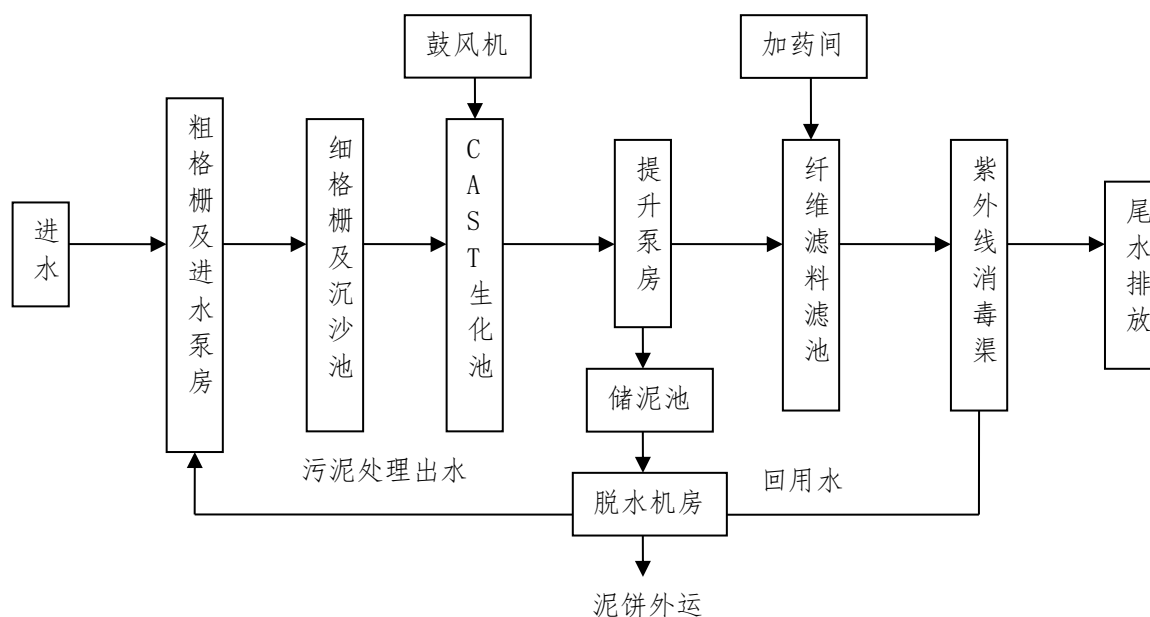 鼓风机
加药间
进水
粗格栅及进水泵房
细格栅及沉沙池
CAST生化池
提升泵房
纤维滤料滤池
紫外线消毒渠
尾水排放
储泥池
污泥处理出水
脱水机房
回用水
泥饼外运